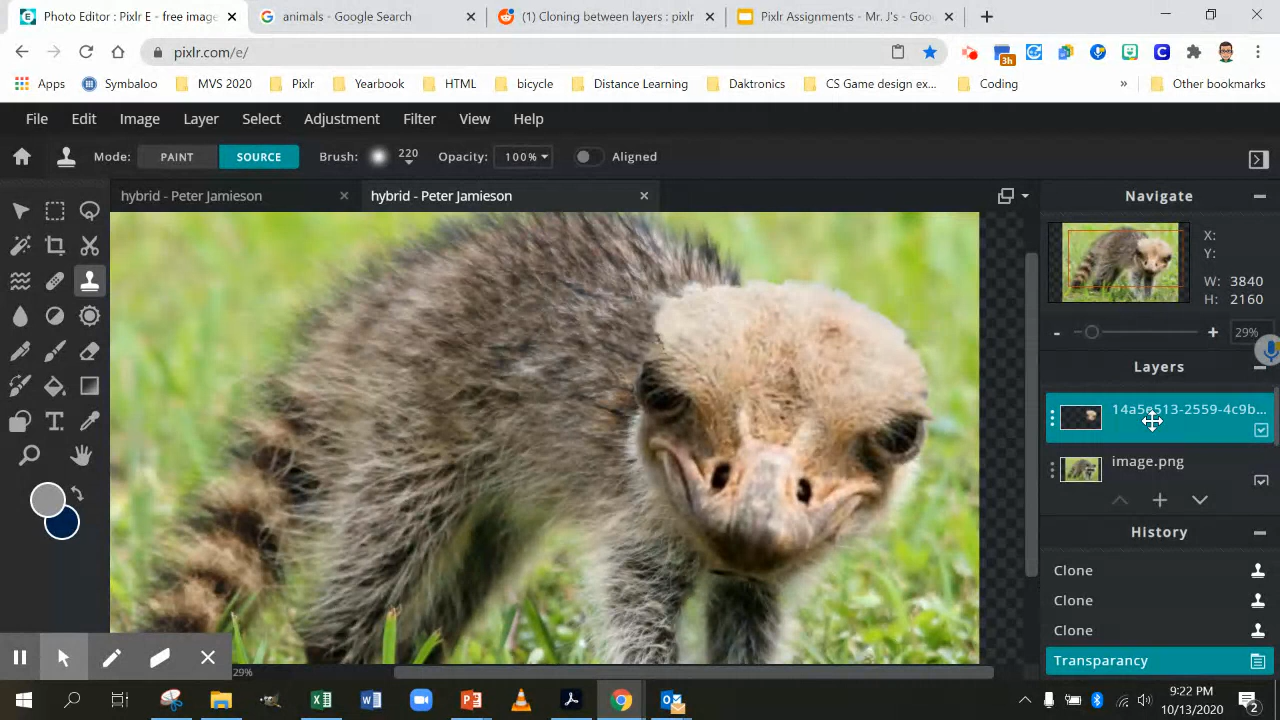 Photo Editor : Pixlr - free image
animals - Google Search
(1) Cloning between layers : pixlr
Pixlr Assignments - Mr. J's - Goo
pixlr.com/e/
3h
Apps
Symbaloo
MVS 2020
Pixlr
Yearbook
HTML
bicycle
Distance Learning
Daktronics
CS Game design ex...
Coding
»
Other bookmarks
File
Edit
Image
Layer
Select
Adjustment
Filter
View
Help
Mode:
PAINT
SOURCE
Brush:
220
Opacity:
100%
Aligned
hybrid - Peter Jamieson
hybrid - Peter Jamieson
Navigate
X:
Y:
W: 3840
H: 2160
29%
Layers
14a5e513-2559-4c9b...
image.png
History
Clone
Clone
Clone
Transparancy
29%
9:22 PM
10/13/2020
2